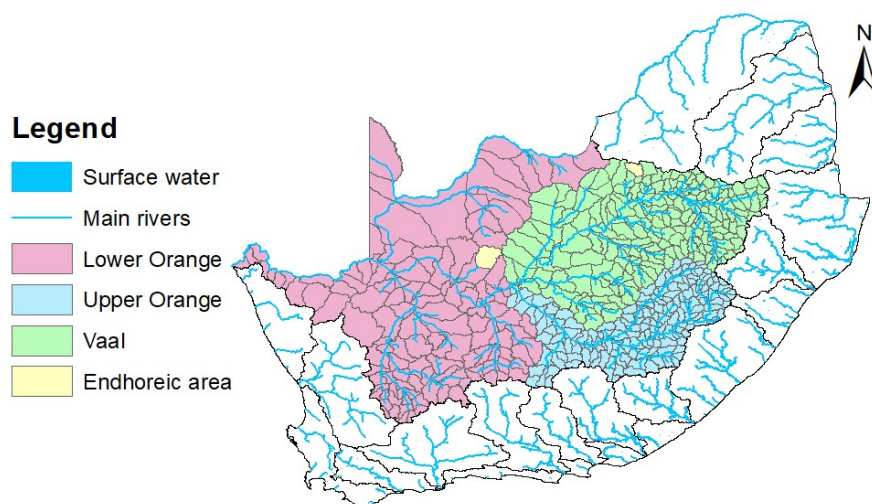 N
Legend
Surface water
Main rivers
Lower Orange
Upper Orange
Vaal
Endhoreic area